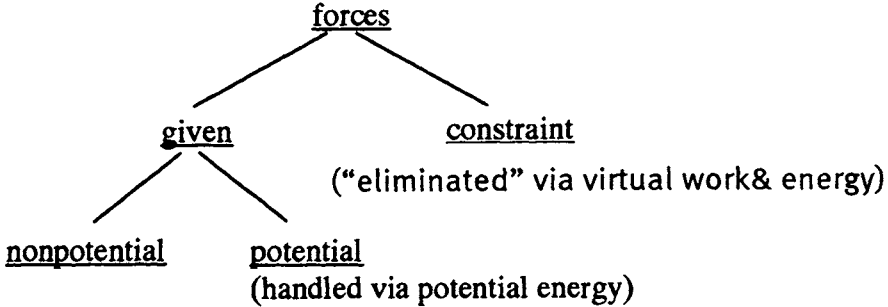 forces
given constraint
("eliminated" via virtual work& energy)
nonpotential potential
(handled via potential energy)